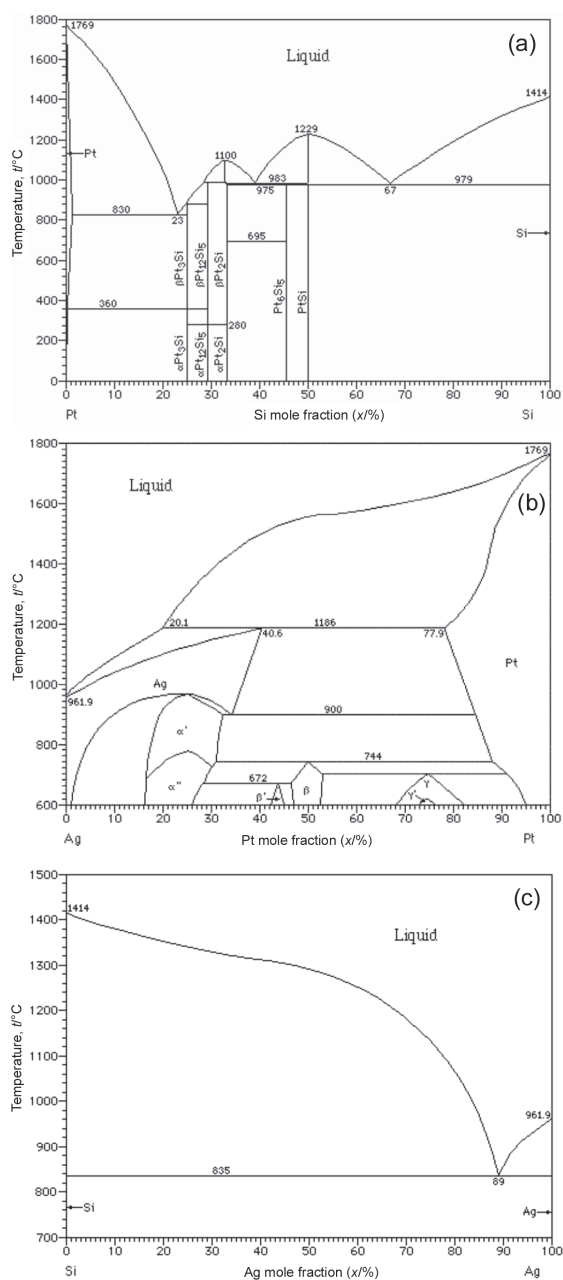 (a)
1800
1769
Liquid
1600
1414
1400
1229
1200
Pt
1100
1000
983
979
975
830
800
23
67
Si
695
600
βPt3Si
βPt12Si5
βPt2Si
400
360
Pt6Si5
PtSi
280
200
αPt3Si
αPt12Si5
αPt2Si
0
0 10 20 30 40 50 60 70 80 90 100
Pt Si mole fraction (x/%) Si
Temperature, t/°C
(b)
1800
1769
Liquid
1600
1400
1200
20.1 1186
40.6 77.9
Pt
Ag
1000
961.9
900
α'
800
744
α''
672
β' β γ' γ
600
0 10 20 30 40 50 60 70 80 90 100
Ag Pt mole fraction (x/%) Pt
Temperature, t/°C
(c)
1500
1414
1400
Liquid
1300
1200
1100
1000
961.9
900
835
89
800
Si Ag
700
0 10 20 30 40 50 60 70 80 90 100
Si Ag mole fraction (x/%) Ag
Temperature, t/°C